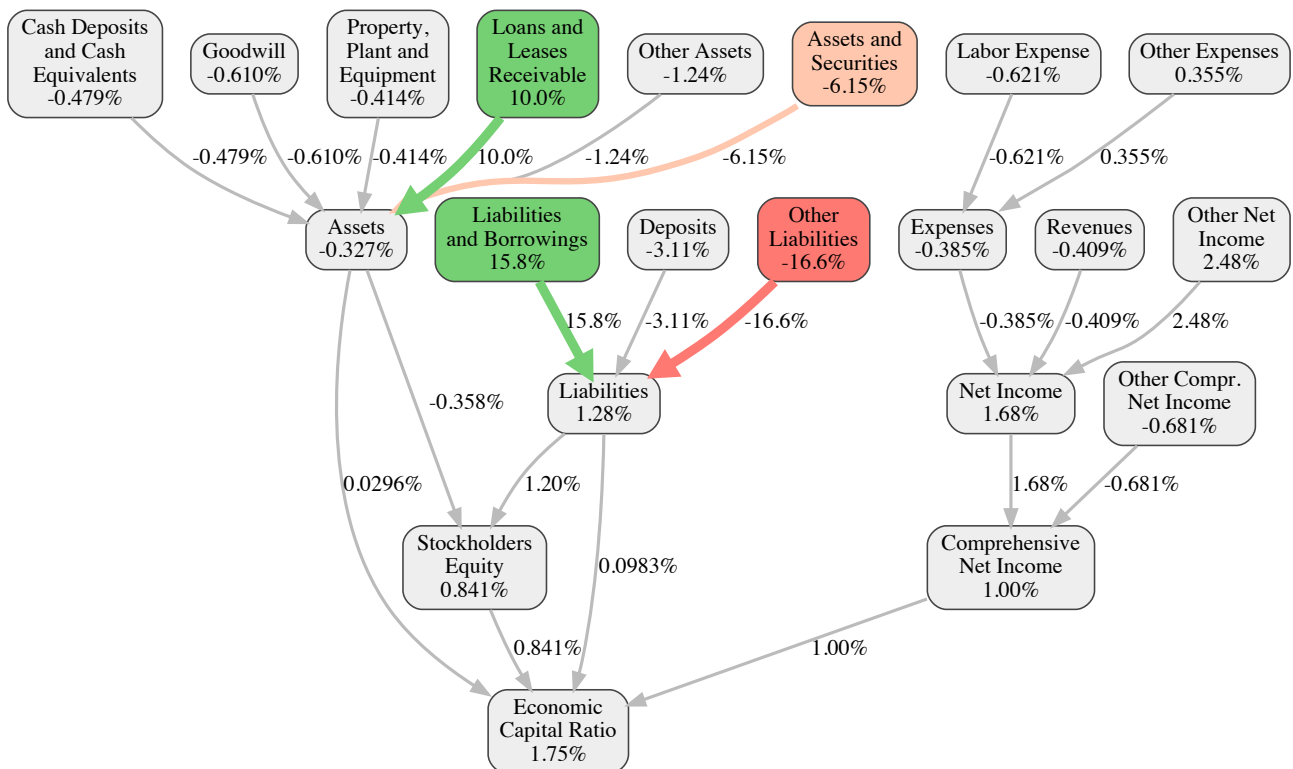 Cash Deposits
and Cash
Equivalents
-0.479%
Goodwill
-0.610%
Property,
Plant and
Equipment
-0.414%
Loans and
Leases
Receivable
10.0%
Other Assets
-1.24%
Assets and
Securities
-6.15%
Labor Expense
-0.621%
Other Expenses
0.355%
-0.479%
-0.610%
-0.414%
10.0%
-1.24%
-6.15%
-0.621%
0.355%
Assets
-0.327%
Liabilities
and Borrowings
15.8%
Deposits
-3.11%
Other
Liabilities
-16.6%
Expenses
-0.385%
Revenues
-0.409%
Other Net
Income
2.48%
15.8%
-3.11%
-16.6%
-0.385%
-0.409%
2.48%
-0.358%
Liabilities
1.28%
Net Income
1.68%
Other Compr.
Net Income
-0.681%
0.0296%
1.20%
1.68%
-0.681%
Stockholders
Equity
0.841%
0.0983%
Comprehensive
Net Income
1.00%
0.841%
1.00%
Economic
Capital Ratio
1.75%